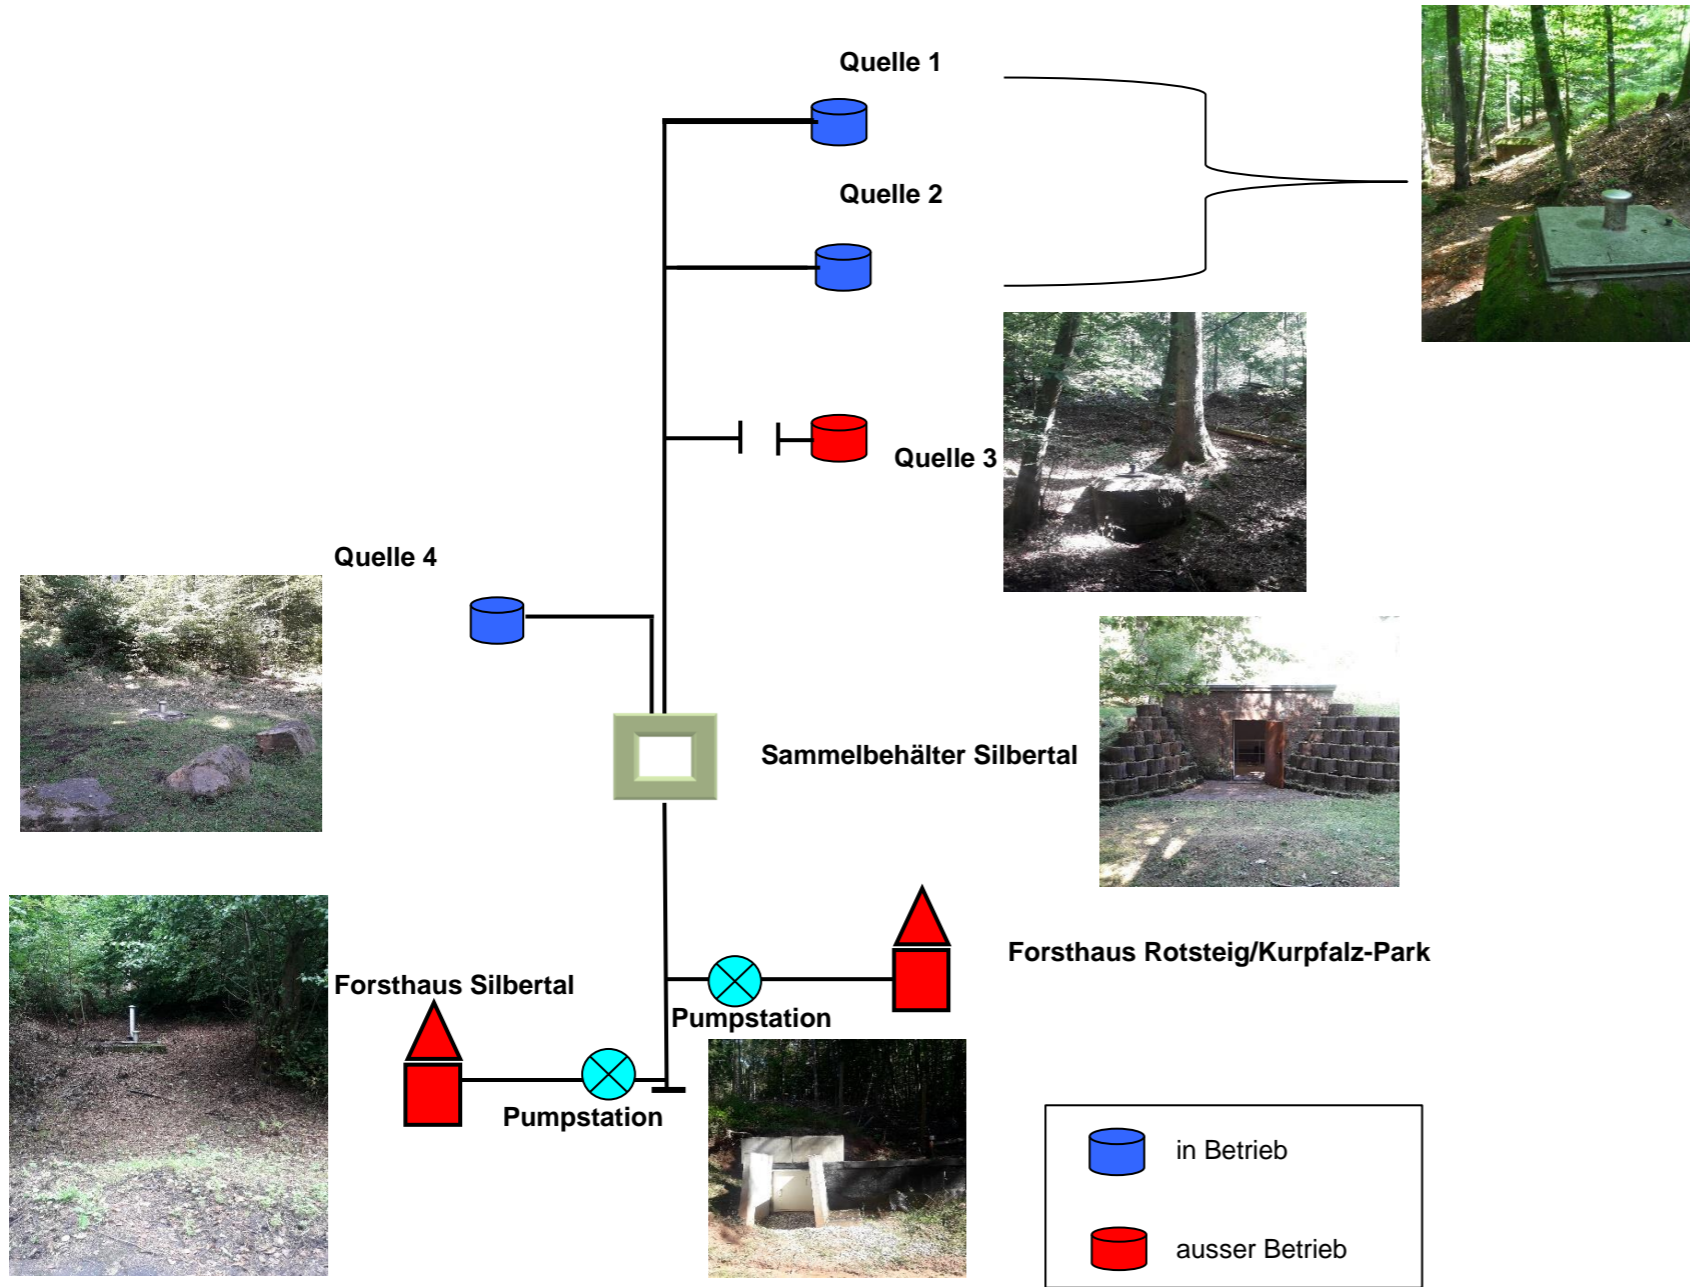 Quelle 1
Quelle 2
Quelle 3
Quelle 4
Sammelbehälter Silbertal
Forsthaus Rotsteig/Kurpfalz-Park
Forsthaus Silbertal
Pumpstation
Pumpstation
in Betrieb
ausser Betrieb